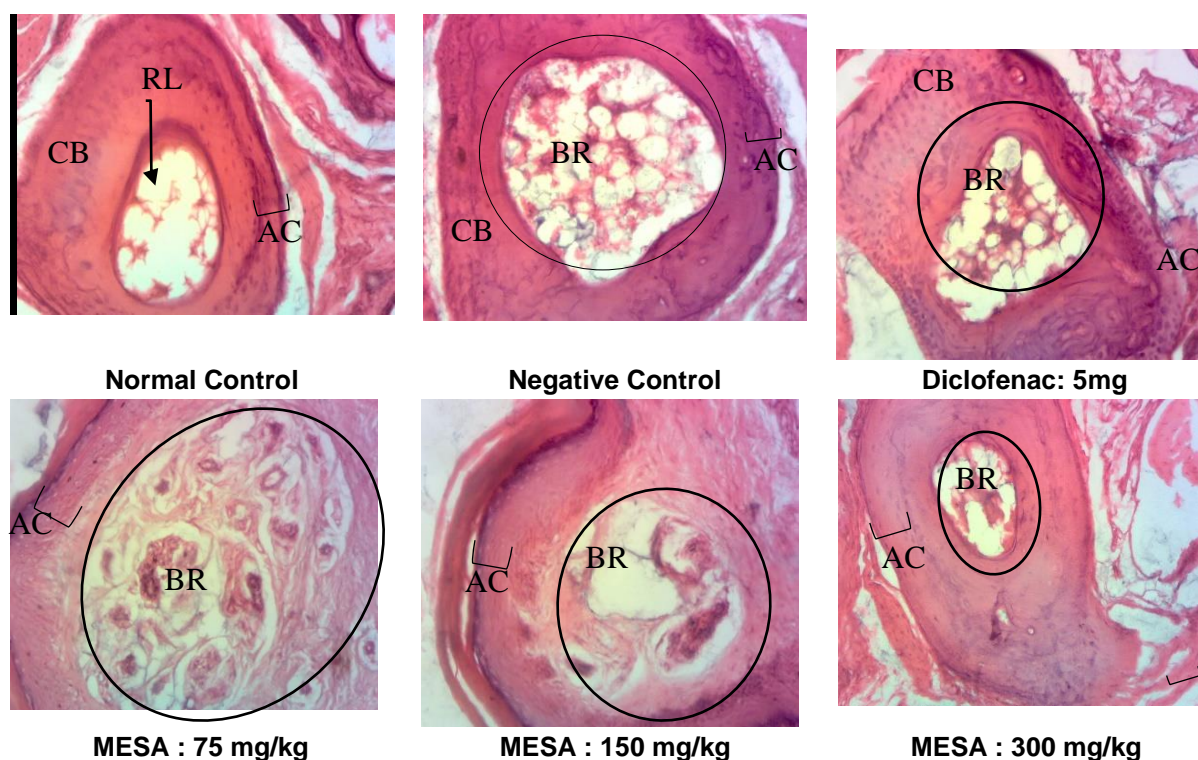 RL
CB
AC
BR
AC
CB
CB
BR
AC
Normal Control
Negative Control
Diclofenac: 5mg
AC
BR
BR
AC
BR
AC
MESA : 75 mg/kg
MESA : 150 mg/kg
MESA : 300 mg/kg